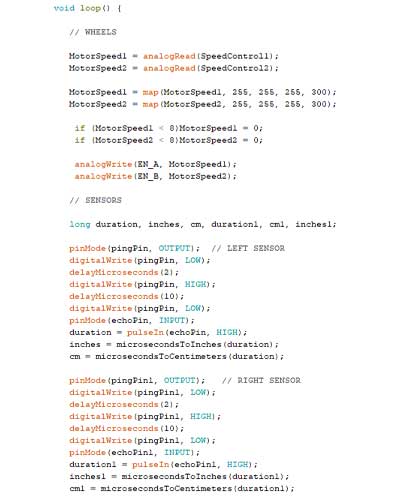 void loop() {
// WHEELS
MotorSpeed1 = analogRead(SpeedControl1);
MotorSpeed2 = analogRead(SpeedControl2);
MotorSpeed1 = map(MotorSpeed1, 255, 255, 255, 300);
MotorSpeed2 = map(MotorSpeed2, 255, 255, 255, 300);
if (MotorSpeed1 < 8)MotorSpeed1 = 0;
if (MotorSpeed2 < 8)MotorSpeed2 = 0;
analogWrite(EN_A, MotorSpeed1);
analogWrite(EN_B, MotorSpeed2);
// SENSORS
long duration, inches, cm, duration1, cm1, inches1;
pinMode(pingPin, OUTPUT);  // LEFT SENSOR
digitalWrite(pingPin, LOW);
delayMicroseconds(2);
digitalWrite(pingPin, HIGH);
delayMicroseconds(10);
digitalWrite(pingPin, LOW);
pinMode(echoPin, INPUT);
duration = pulseIn(echoPin, HIGH);
inches = microsecondsToInches(duration);
cm = microsecondsToCentimeters(duration);
pinMode(pingPin1, OUTPUT);   // RIGHT SENSOR
digitalWrite(pingPin1, LOW);
delayMicroseconds(2);
digitalWrite(pingPin1, HIGH);
delayMicroseconds(10);
digitalWrite(pingPin1, LOW);
pinMode(echoPin1, INPUT);
duration1 = pulseIn(echoPin1, HIGH);
inches1 = microsecondsToInches(duration1);
cm1 = microsecondsToCentimeters(duration1);